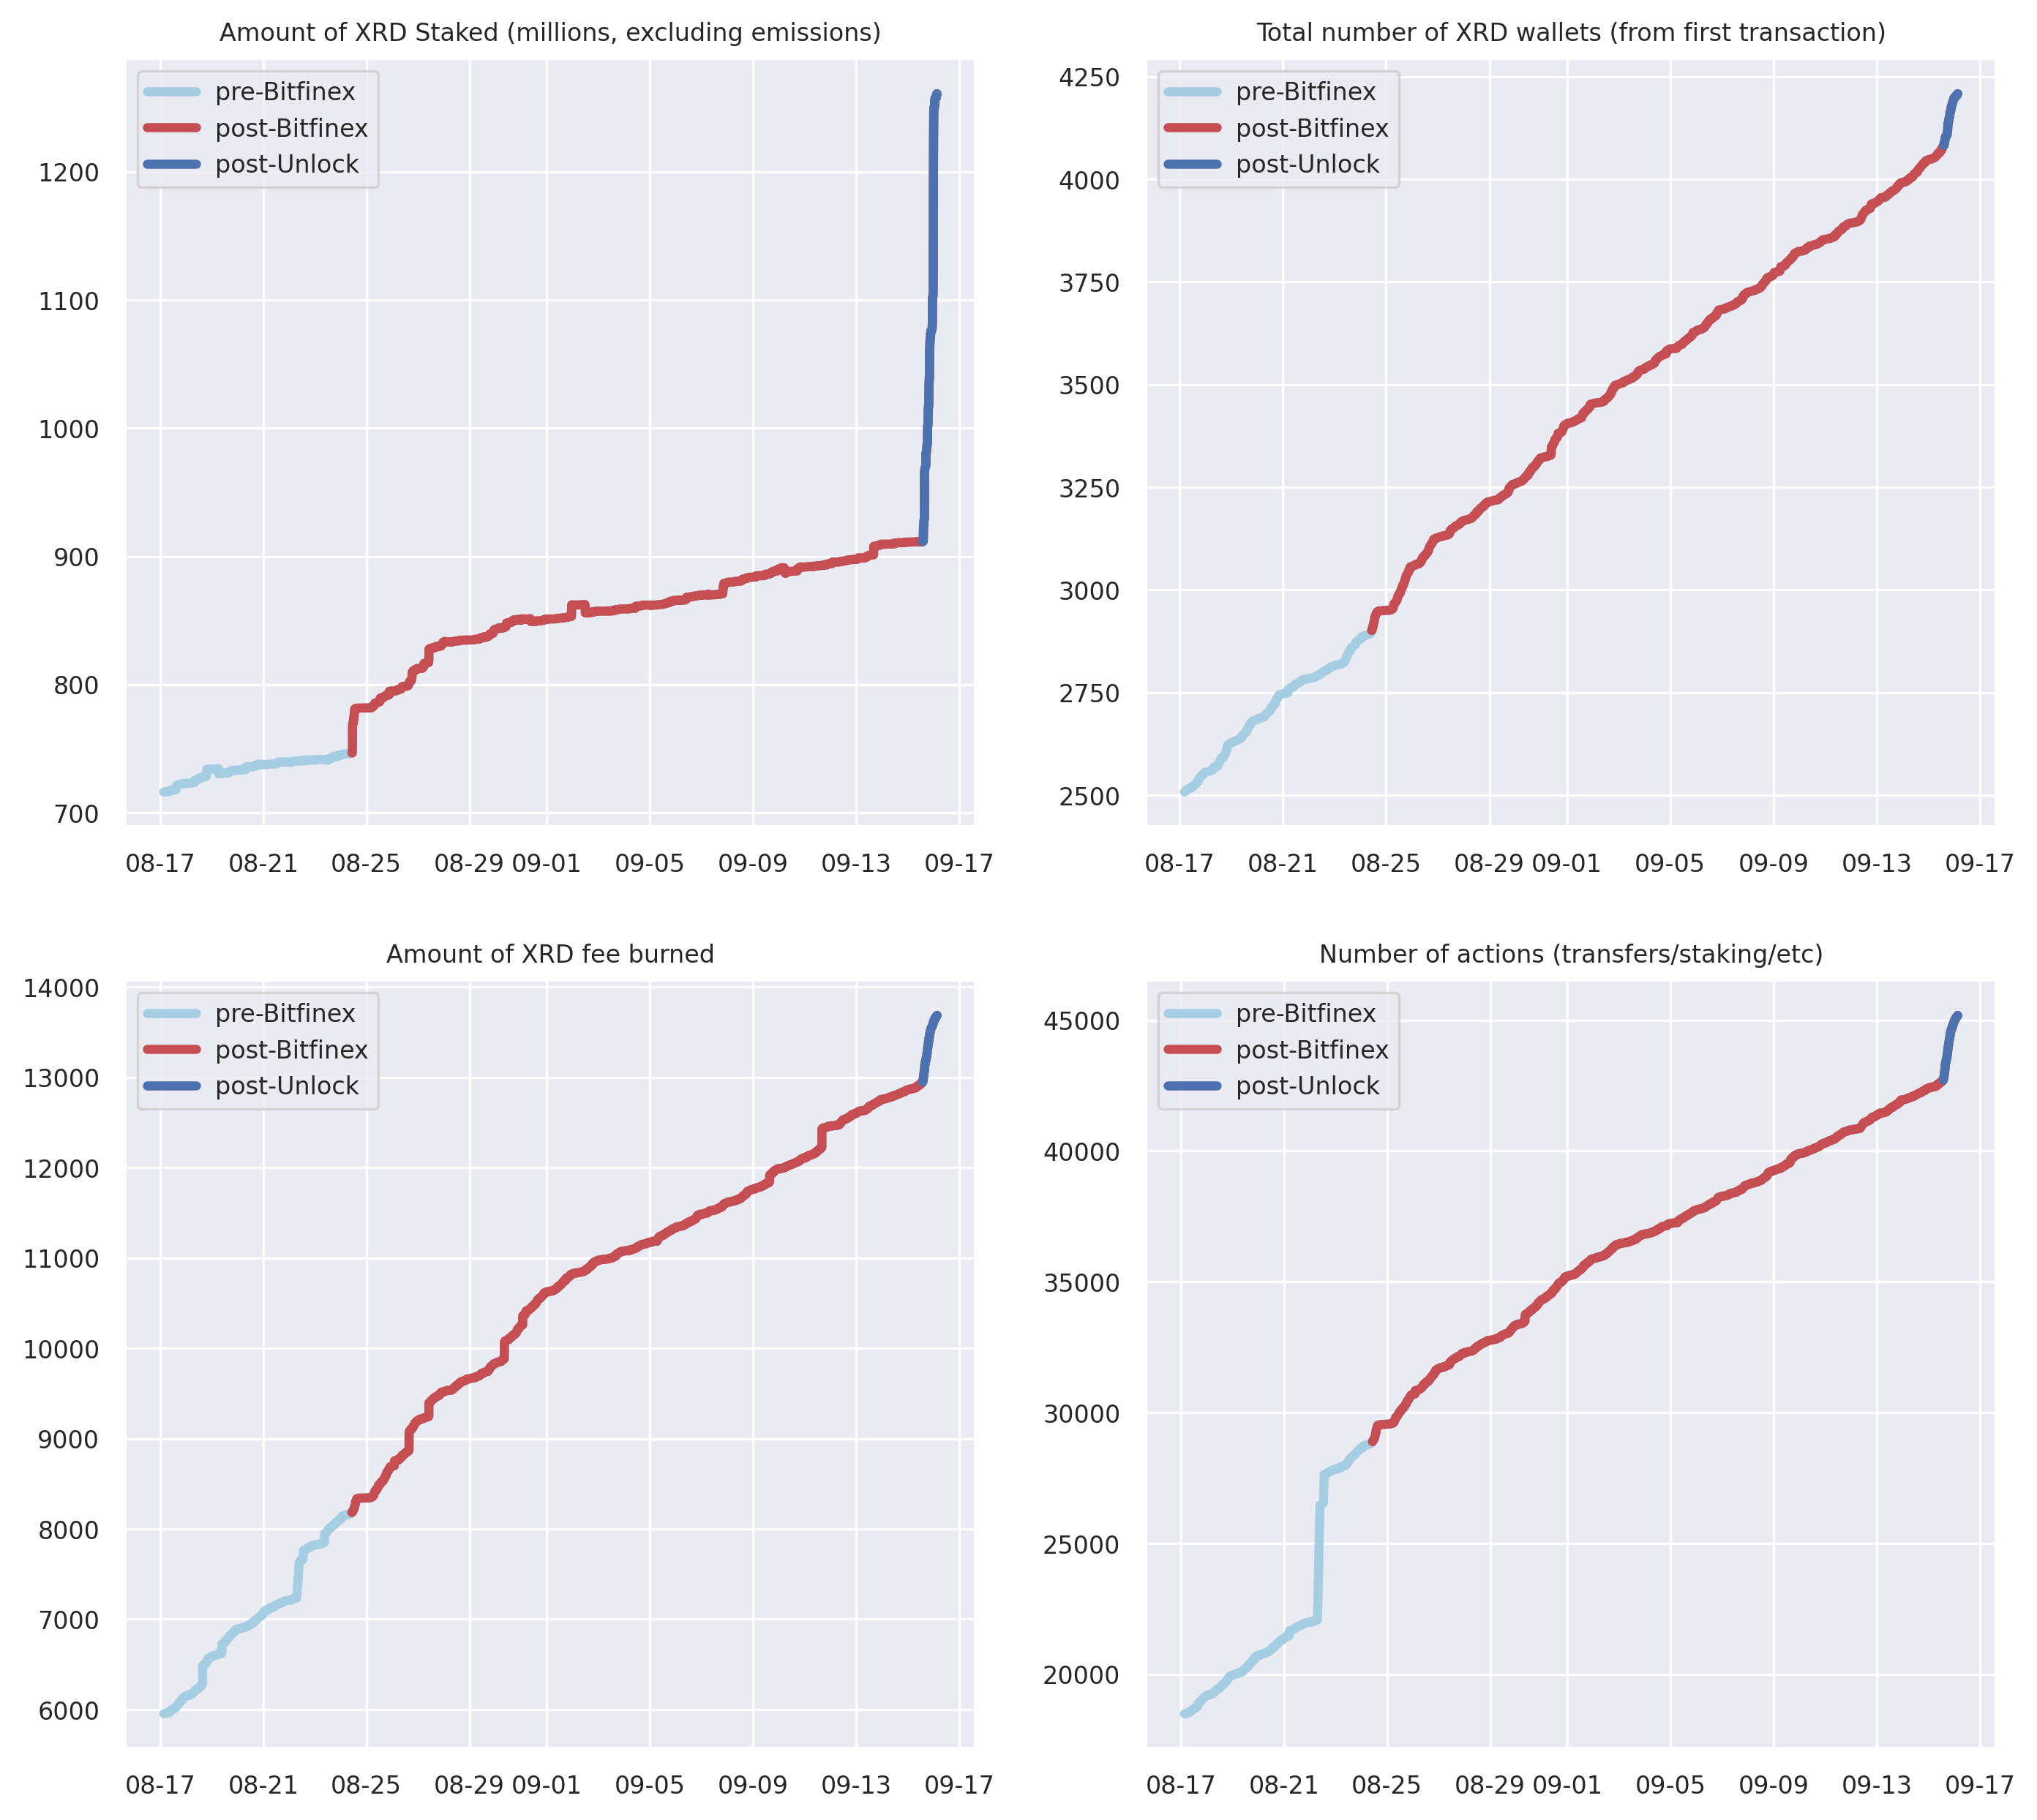 Amount of XRD Staked (millions, excluding emissions)
pre-Bitfinex
post-Bitfinex
post-Unlock
1200
1100
1000
900
800
700
08-17 08-21 08-25 08-29 09-01 09-05 09-09 09-13 09-17
Total number of XRD wallets (from first transaction)
pre-Bitfinex
post-Bitfinex
post-Unlock
4250
4000
3750
3500
3250
3000
2750
2500
08-17 08-21 08-25 08-29 09-01 09-05 09-09 09-13 09-17
Amount of XRD fee burned
pre-Bitfinex
post-Bitfinex
post-Unlock
14000
13000
12000
11000
10000
9000
8000
7000
6000
08-17 08-21 08-25 08-29 09-01 09-05 09-09 09-13 09-17
Number of actions (transfers/staking/etc)
pre-Bitfinex
post-Bitfinex
post-Unlock
45000
40000
35000
30000
25000
20000
08-17 08-21 08-25 08-29 09-01 09-05 09-09 09-13 09-17